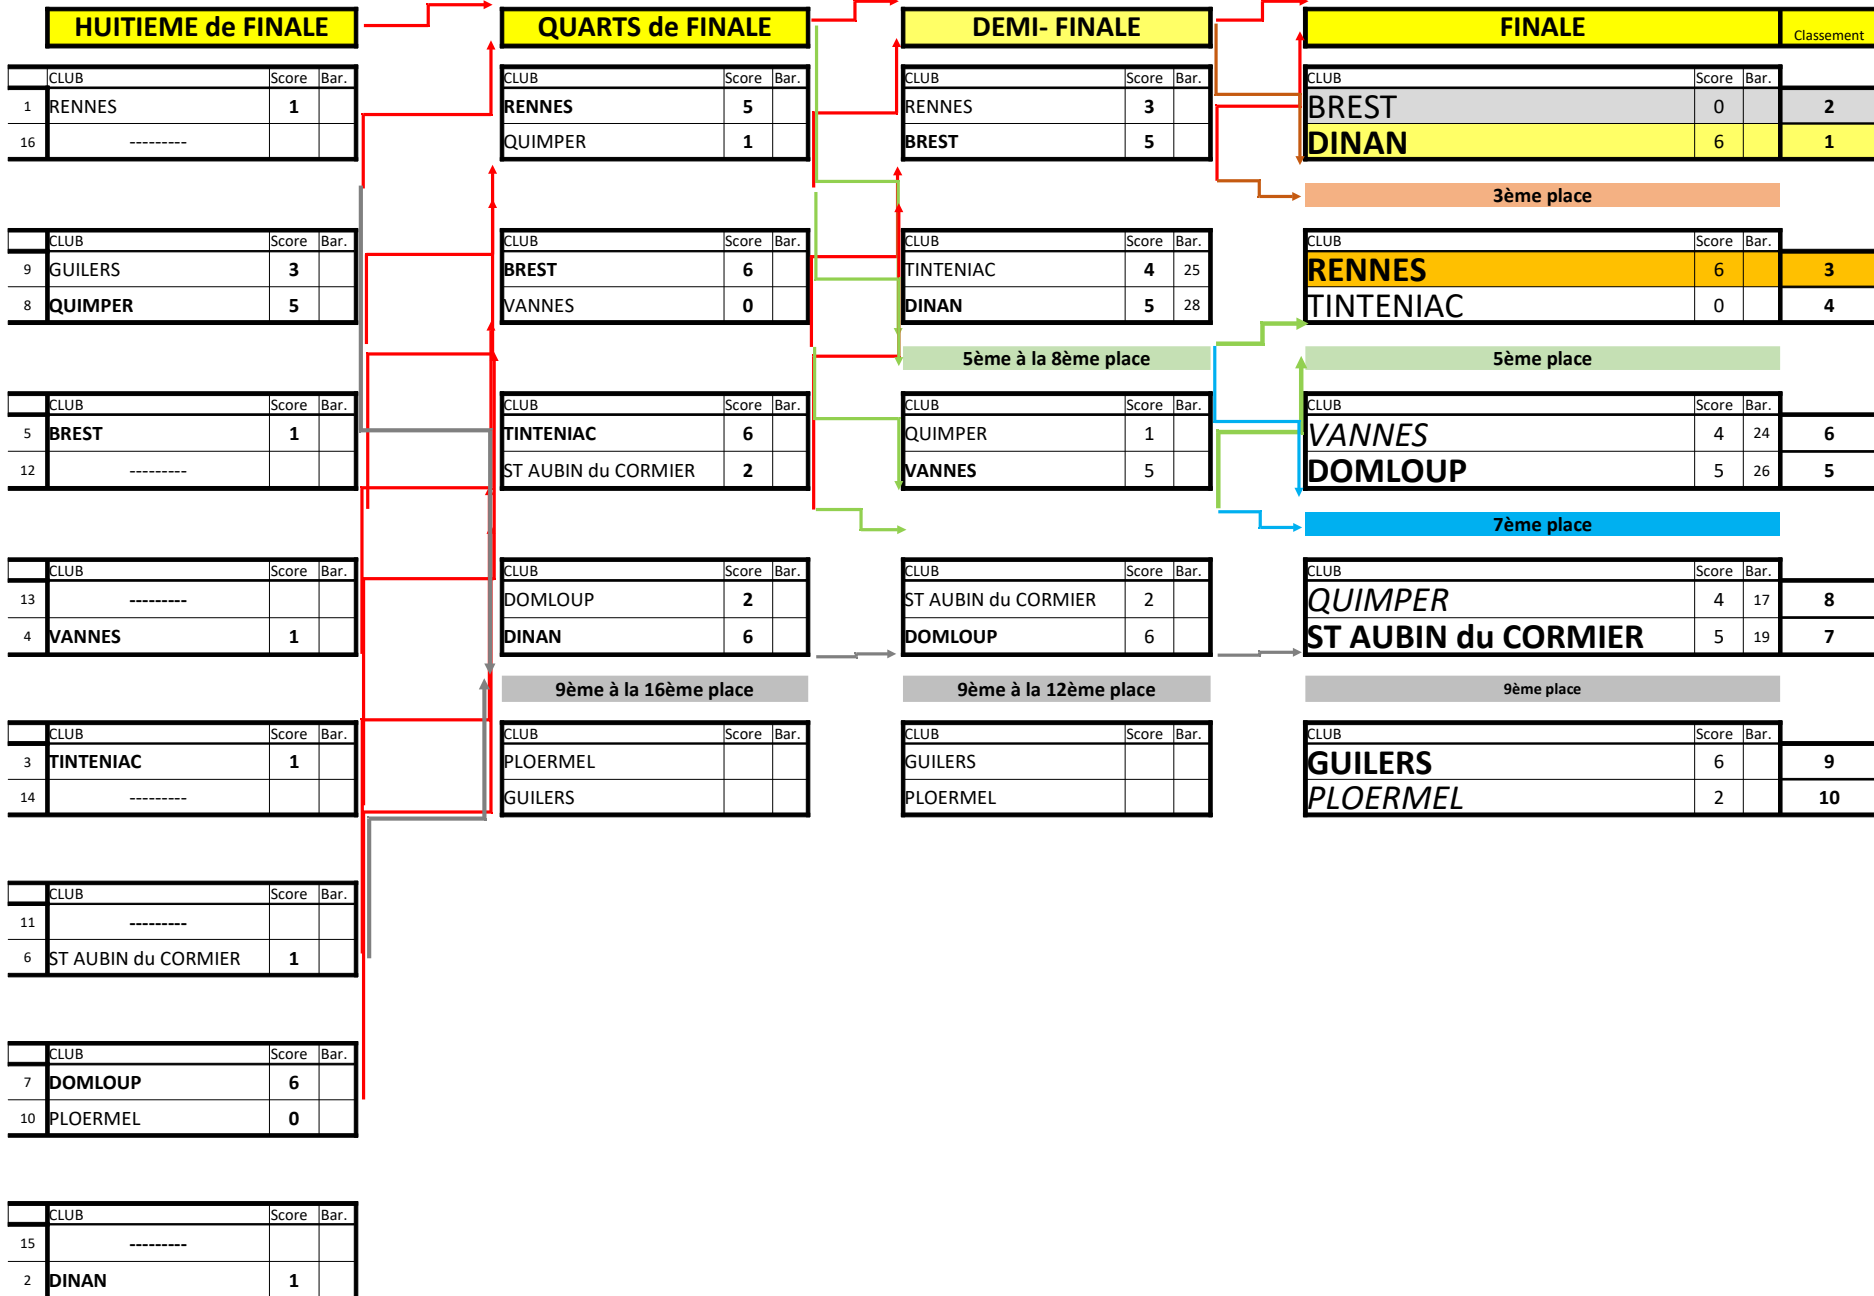 HUITIEME de FINALE QUARTS de FINALE DEMI- FINALE FINALE Classement
CLUB Score Bar. CLUB Score Bar. CLUB Score Bar. CLUB Score Bar.
1 RENNES 1 RENNES 5 RENNES 3 BREST 0 2
16 --------- QUIMPER 1 BREST 5 DINAN 6 1
3ème place
CLUB Score Bar. CLUB Score Bar. CLUB Score Bar. CLUB Score Bar.
9 GUILERS 3 BREST 6 TINTENIAC 4 25 RENNES 6 3
8 QUIMPER 5 VANNES 0 DINAN 5 28 TINTENIAC 0 4
5ème à la 8ème place 5ème place
CLUB Score Bar. CLUB Score Bar. CLUB Score Bar. CLUB Score Bar.
5 BREST 1 TINTENIAC 6 QUIMPER 1 VANNES 4 24 6
12 --------- ST AUBIN du CORMIER 2 VANNES 5 DOMLOUP 5 26 5
7ème place
CLUB Score Bar. CLUB Score Bar. CLUB Score Bar. CLUB Score Bar.
13 --------- DOMLOUP 2 ST AUBIN du CORMIER 2 QUIMPER 4 17 8
4 VANNES 1 DINAN 6 DOMLOUP 6 ST AUBIN du CORMIER 5 19 7
9ème à la 16ème place 9ème à la 12ème place 9ème place
CLUB Score Bar. CLUB Score Bar. CLUB Score Bar. CLUB Score Bar.
3 TINTENIAC 1 PLOERMEL GUILERS GUILERS 6 9
14 --------- GUILERS PLOERMEL PLOERMEL 2 10
CLUB Score Bar.
11 ---------
6 ST AUBIN du CORMIER 1
CLUB Score Bar.
7 DOMLOUP 6
10 PLOERMEL 0
CLUB Score Bar.
15 ---------
2 DINAN 1